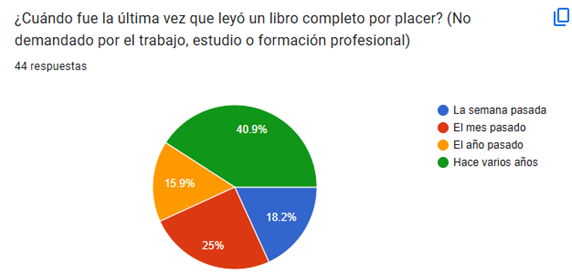 ¿Cuándo fue la última vez que leyó un libro completo por placer? (No
demandado por el trabajo, estudio o formación profesional)
44 respuestas
La semana pasada
El mes pasado
El año pasado
Hace varios años
40.9%
15.9%
18.2%
25%